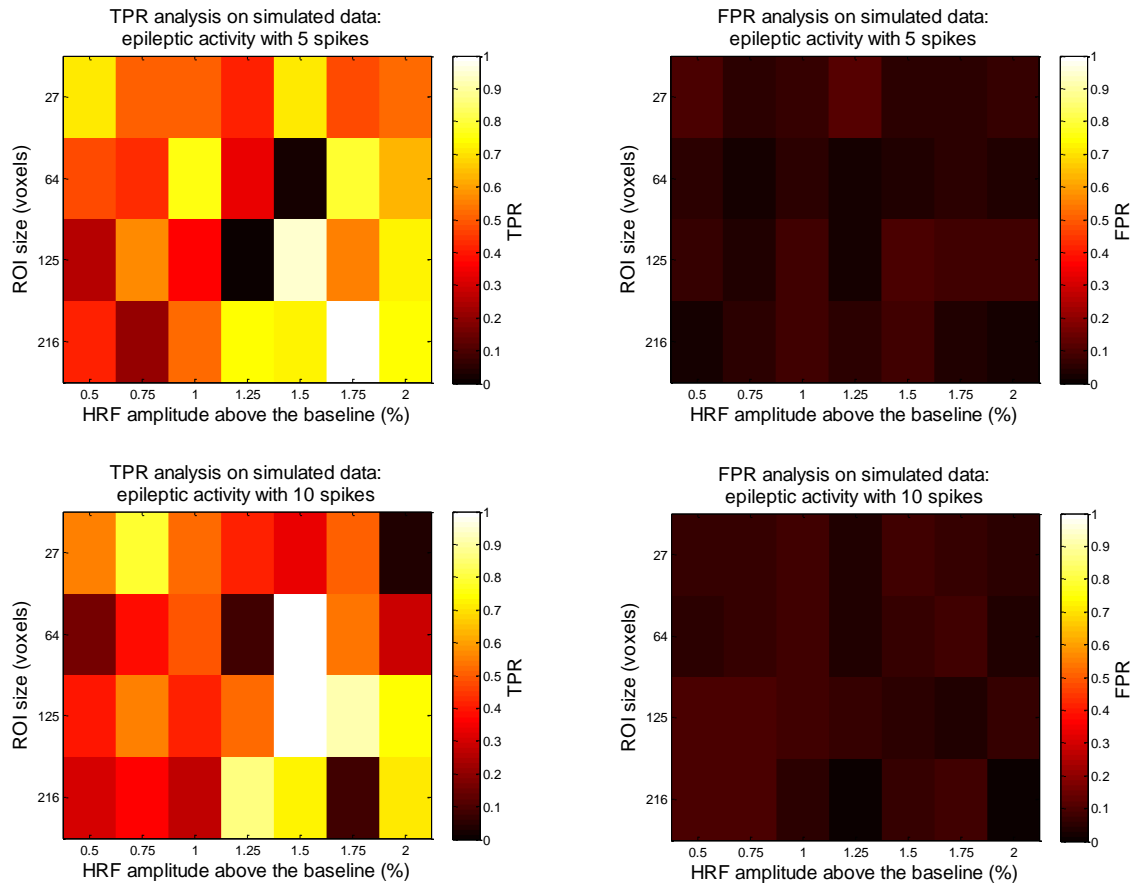 TPR analysis on simulated data:
epileptic activity with 5 spikes
27
64
125
216
ROI size (voxels)
0.5 0.75 1 1.25 1.5 1.75 2
HRF amplitude above the baseline (%)
1
0.9
0.8
0.7
0.6
0.5
0.4
0.3
0.2
0.1
0
TPR
FPR analysis on simulated data:
epileptic activity with 5 spikes
27
64
125
216
ROI size (voxels)
0.5 0.75 1 1.25 1.5 1.75 2
HRF amplitude above the baseline (%)
1
0.9
0.8
0.7
0.6
0.5
0.4
0.3
0.2
0.1
0
FPR
TPR analysis on simulated data:
epileptic activity with 10 spikes
27
64
125
216
ROI size (voxels)
0.5 0.75 1 1.25 1.5 1.75 2
HRF amplitude above the baseline (%)
1
0.9
0.8
0.7
0.6
0.5
0.4
0.3
0.2
0.1
0
TPR
FPR analysis on simulated data:
epileptic activity with 10 spikes
27
64
125
216
ROI size (voxels)
0.5 0.75 1 1.25 1.5 1.75 2
HRF amplitude above the baseline (%)
1
0.9
0.8
0.7
0.6
0.5
0.4
0.3
0.2
0.1
0
FPR